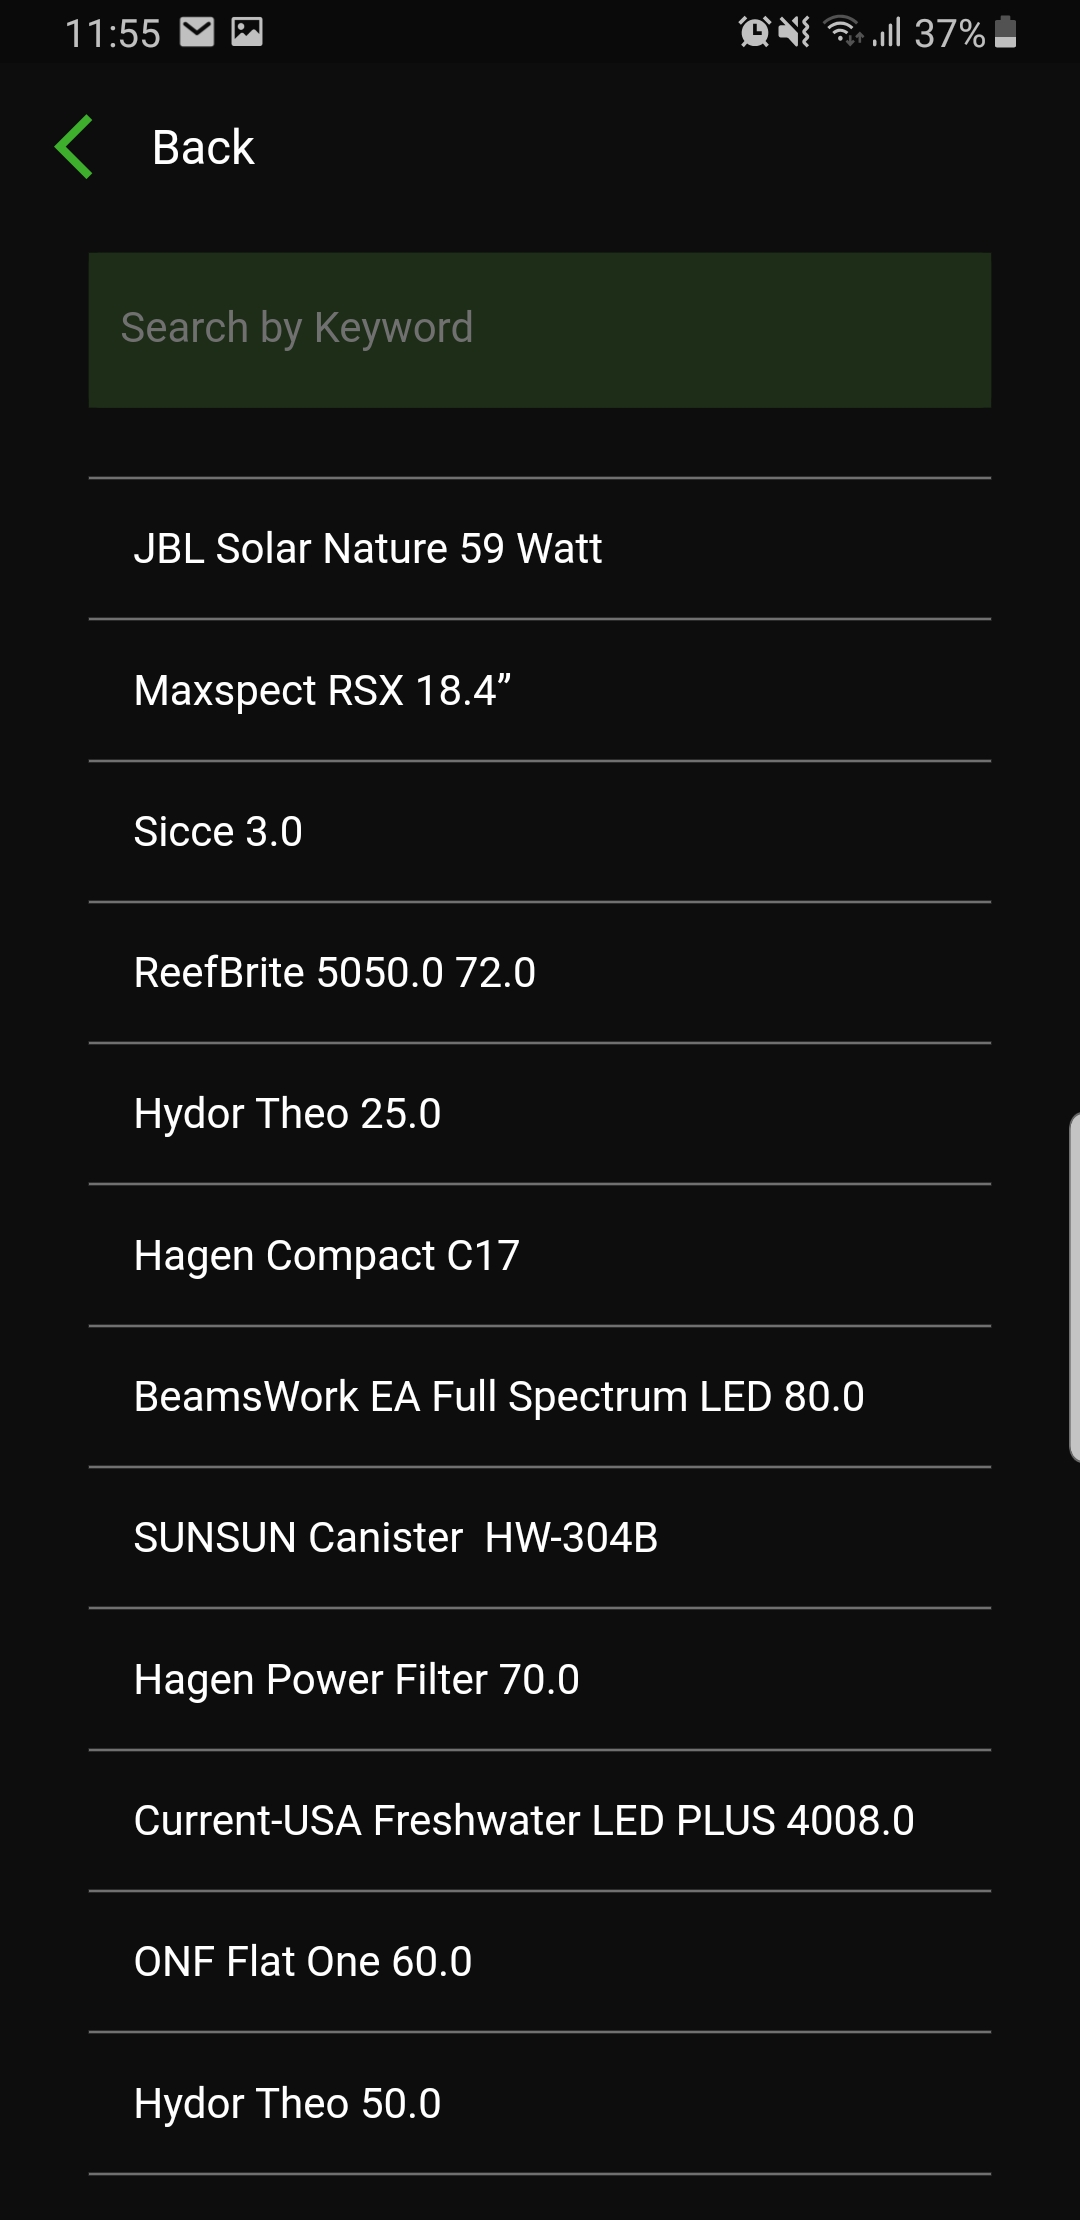 11:55
37%
Back
Search by Keyword
JBL Solar Nature 59 Watt
Maxspect RSX 18.4”
Sicce 3.0
ReefBrite 5050.0 72.0
Hydor Theo 25.0
Hagen Compact C17
BeamsWork EA Full Spectrum LED 80.0
SUNSUN Canister  HW-304B
Hagen Power Filter 70.0
Current-USA Freshwater LED PLUS 4008.0
ONF Flat One 60.0
Hydor Theo 50.0